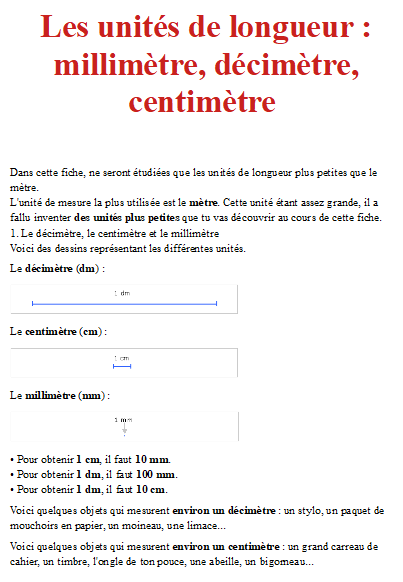 Les unités de longueur :
millimètre, décimètre,
centimètre
Dans cette fiche, ne seront étudiées que les unités de longueur plus petites que le
mètre.
L'unité de mesure la plus utilisée est le mètre. Cette unité étant assez grande, il a
fallu inventer des unités plus petites que tu vas découvrir au cours de cette fiche.
1. Le décimètre, le centimètre et le millimètre
Voici des dessins représentant les différentes unités.
Le décimètre (dm) :
1 dm
Le centimètre (cm) :
1 cm
Le millimètre (mm) :
1 mm
• Pour obtenir 1 cm, il faut 10 mm.
• Pour obtenir 1 dm, il faut 100 mm.
• Pour obtenir 1 dm, il faut 10 cm.
Voici quelques objets qui mesurent environ un décimètre : un stylo, un paquet de
mouchoirs en papier, un moineau, une limace...
Voici quelques objets qui mesurent environ un centimètre : un grand carreau de
cahier, un timbre, l'ongle de ton pouce, une abeille, un bigorneau...